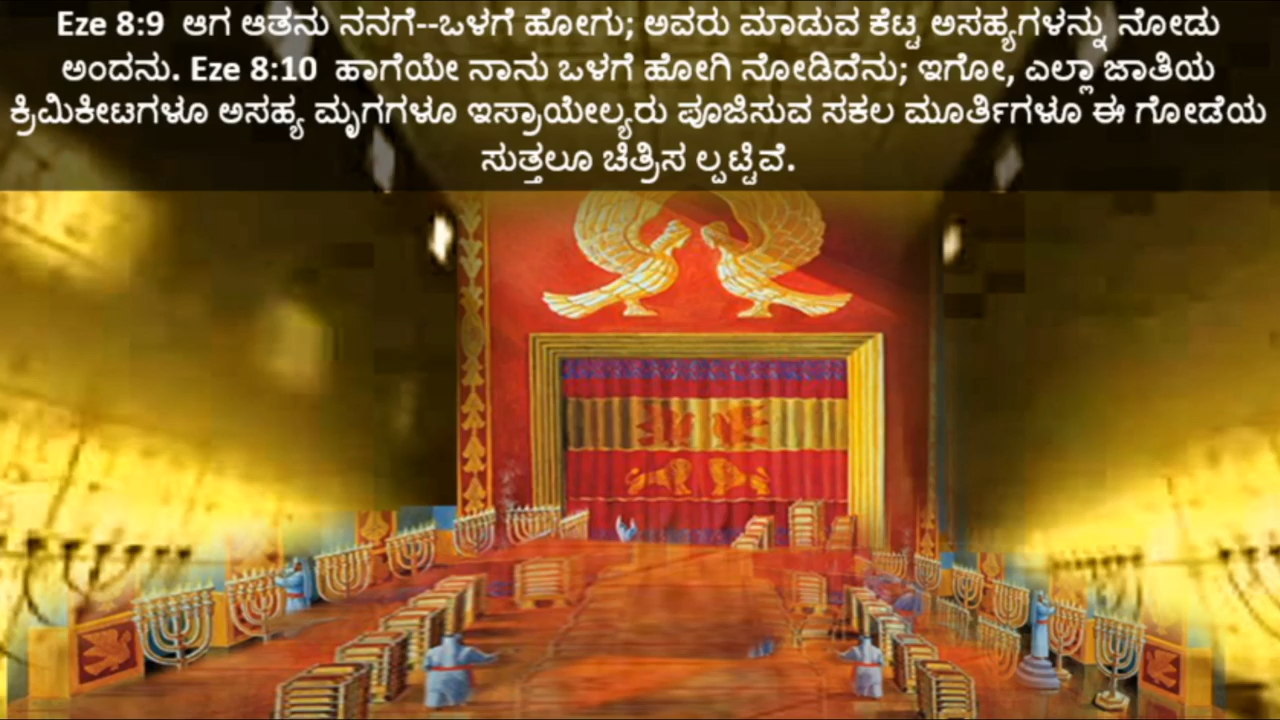 Eze 8:9 ಆಗ ಆತನು ನನಗೆ--ಒಳಗೆ ಹೋಗು; ಅವರು ಮಾಡುವ ಕೆಟ್ಟ ಅಸಹ್ಯಗಳನ್ನು ನೋಡು
ಅಂದನು. Eze 8:10 ಹಾಗೆಯೇ ನಾನು ಒಳಗೆ ಹೋಗಿ ನೋಡಿದೆನು; ಇಗೋ, ಎಲ್ಲಾ ಜಾತಿಯ
ಕ್ರಿಮಿಕೀಟಗಳೂ ಅಸಹ್ಯ ಮೃಗಗಳೂ ಇಸ್ರಾಯೇಲ್ಯರು ಪೂಜಿಸುವ ಸಕಲ ಮೂರ್ತಿಗಳೂ ಈ ಗೋಡೆಯ
ಸುತ್ತಲೂ ಚಿತ್ರಿಸ ಲ್ಪಟ್ಟಿವೆ.